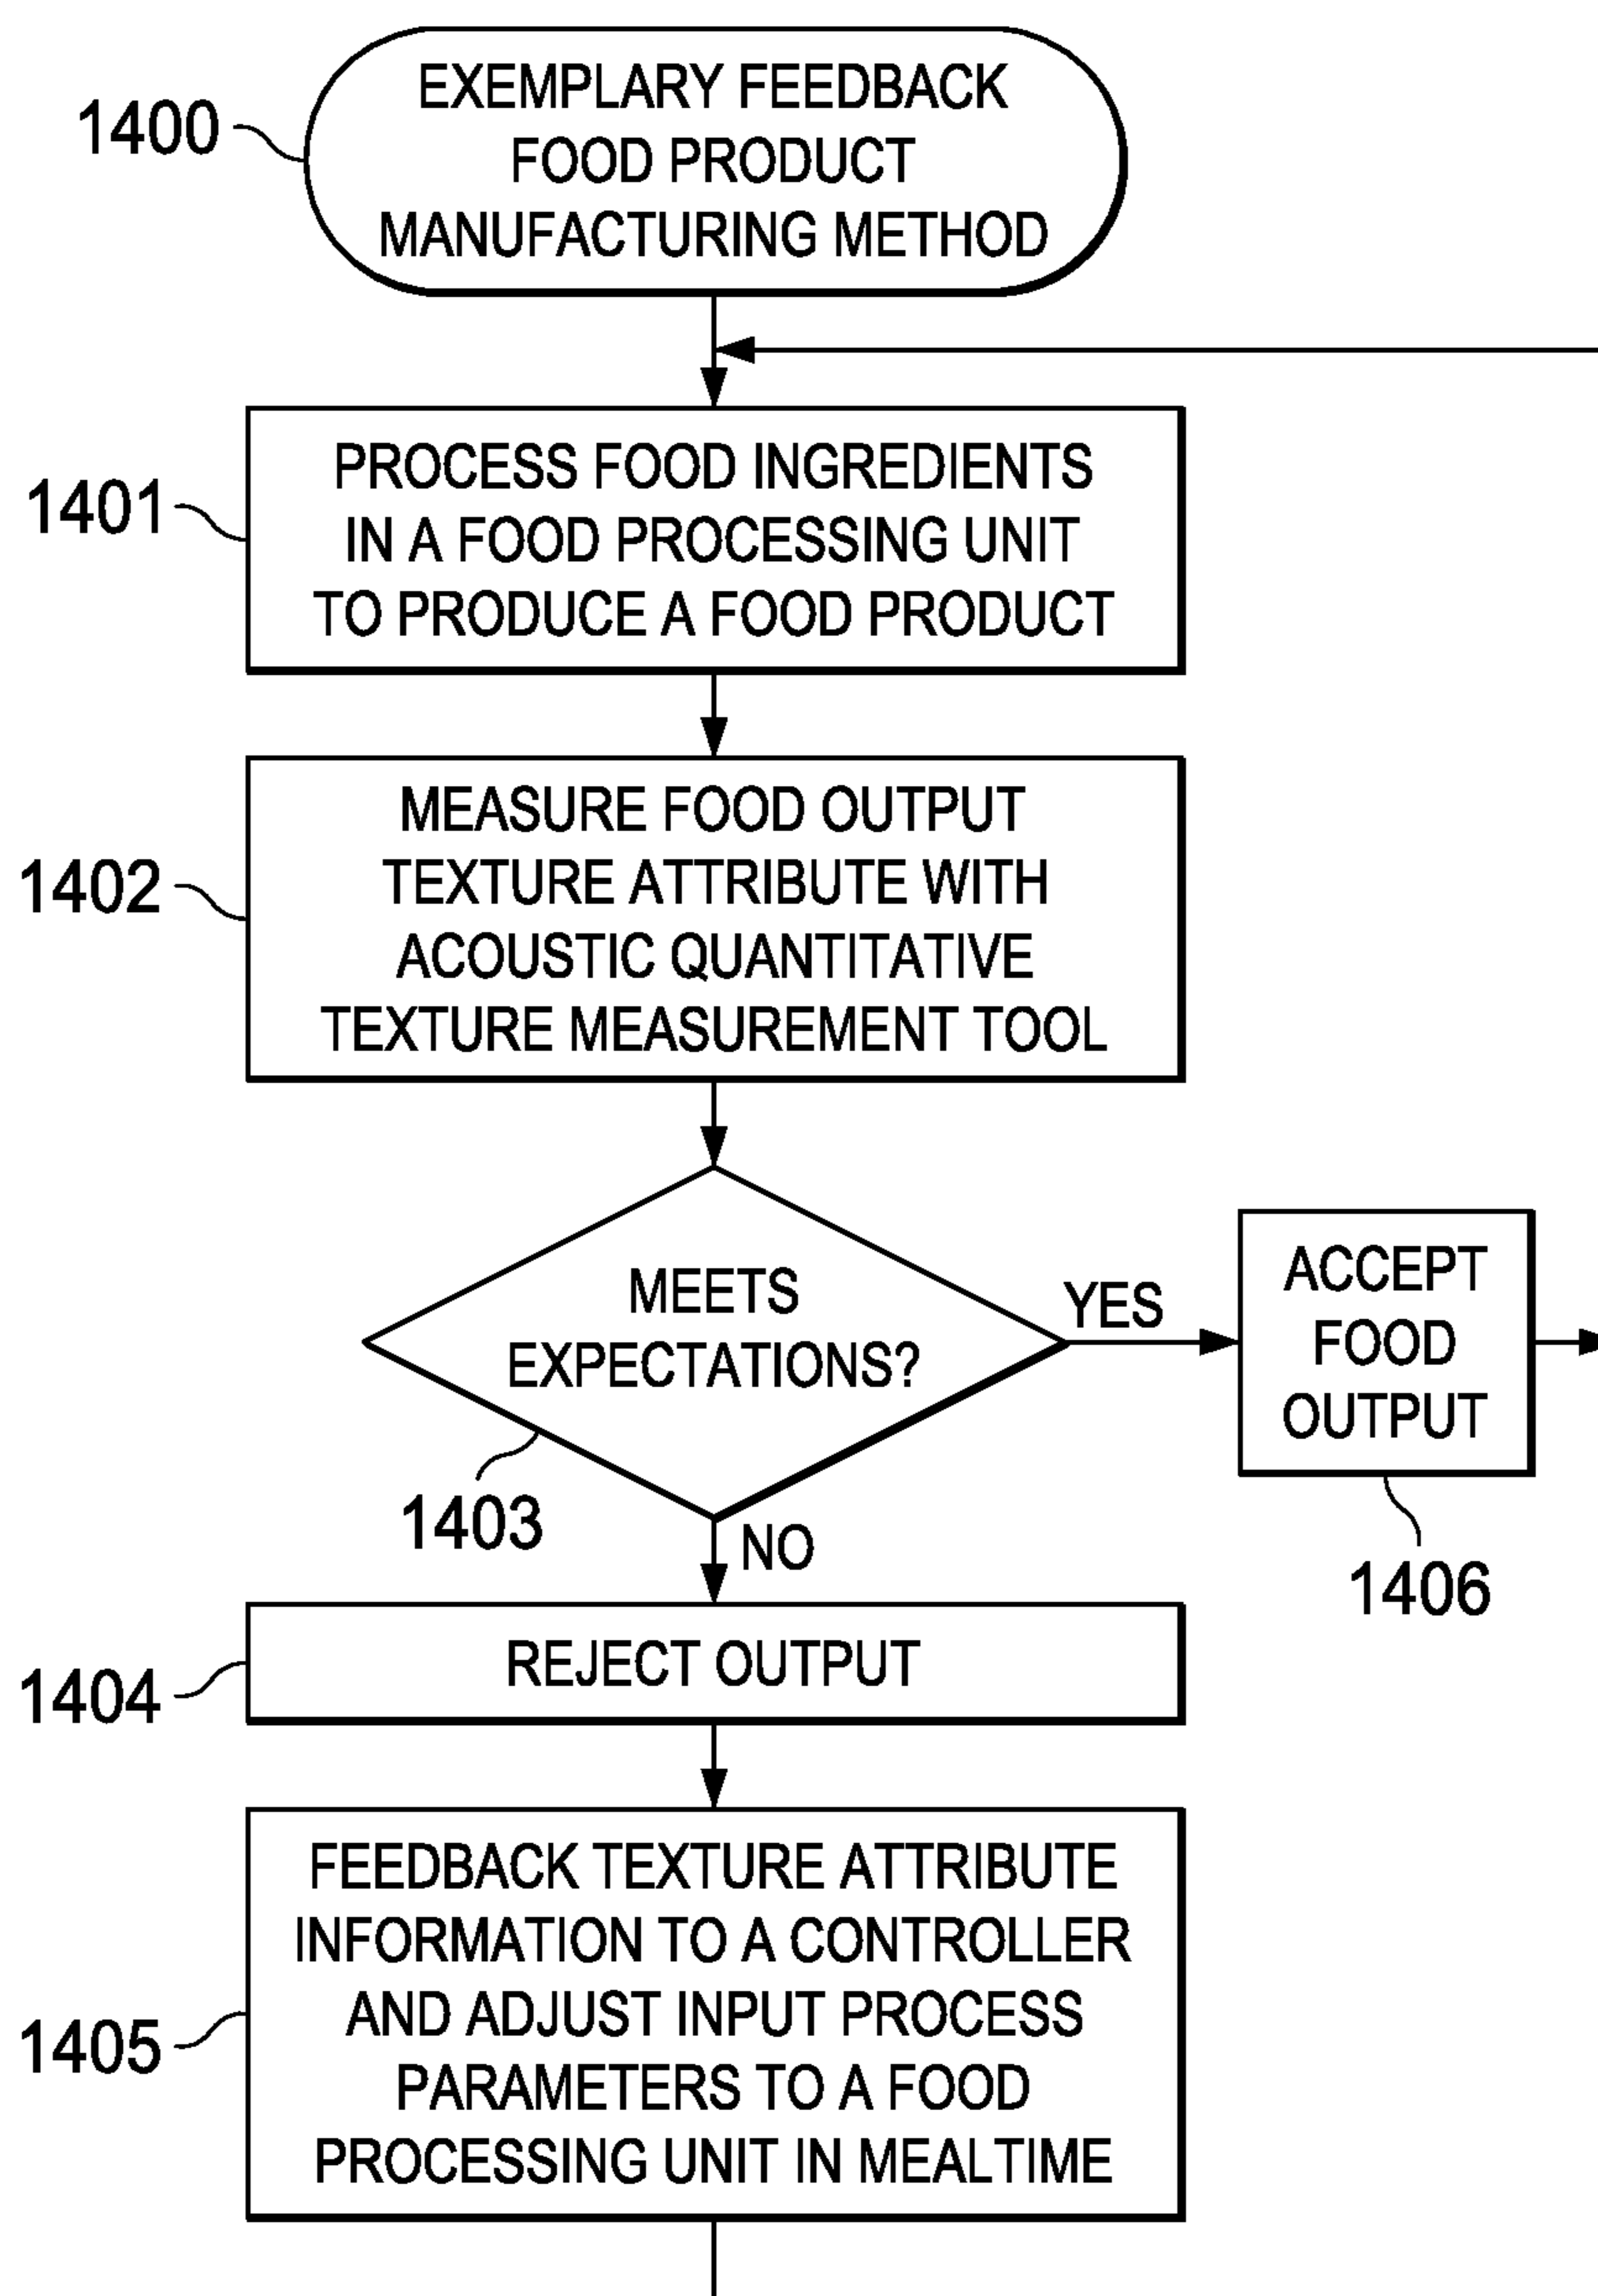 1400
EXEMPLARY FEEDBACK
FOOD PRODUCT
MANUFACTURING METHOD
1401
PROCESS FOOD INGREDIENTS
IN A FOOD PROCESSING UNIT
TO PRODUCE A FOOD PRODUCT
1402
MEASURE FOOD OUTPUT
TEXTURE ATTRIBUTE WITH
ACOUSTIC QUANTITATIVE
TEXTURE MEASUREMENT TOOL
MEETS
EXPECTATIONS?
1403
YES
ACCEPT
FOOD
OUTPUT
1406
NO
1404
REJECT OUTPUT
1405
FEEDBACK TEXTURE ATTRIBUTE
INFORMATION TO A CONTROLLER
AND ADJUST INPUT PROCESS
PARAMETERS TO A FOOD
PROCESSING UNIT IN MEALTIME